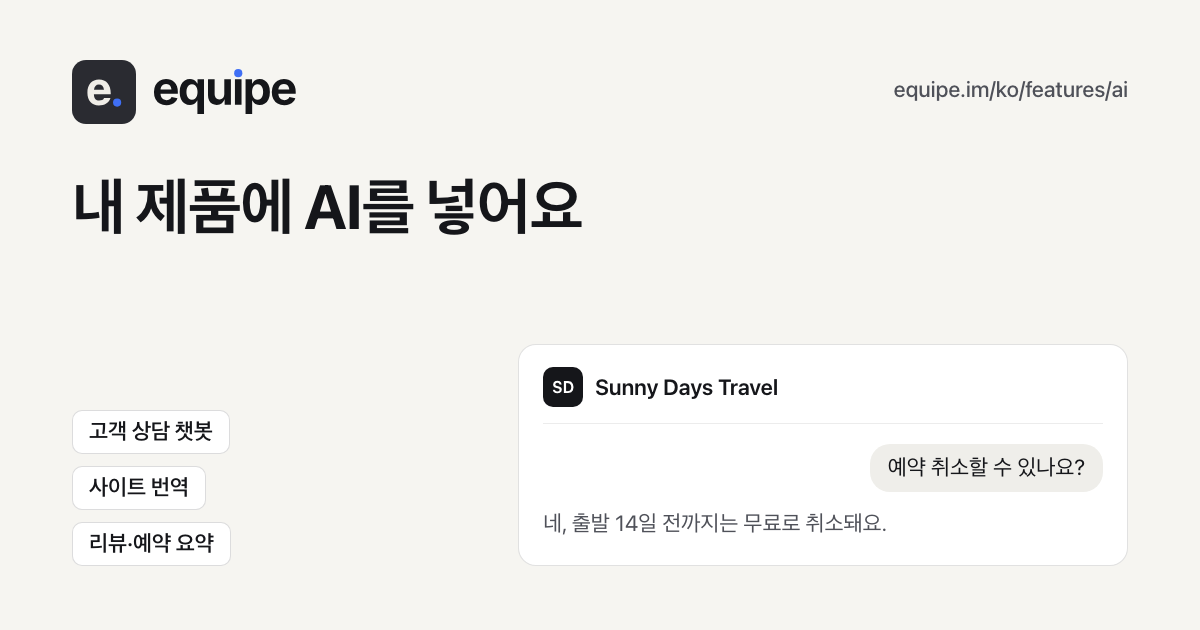 e.
equipe
equipe.im/ko/features/ai
내 제품에 AI를 넣어요
고객 상담 챗봇
사이트 번역
리뷰·예약 요약
SD
Sunny Days Travel
예약 취소할 수 있나요?
네, 출발 14일 전까지는 무료로 취소돼요.